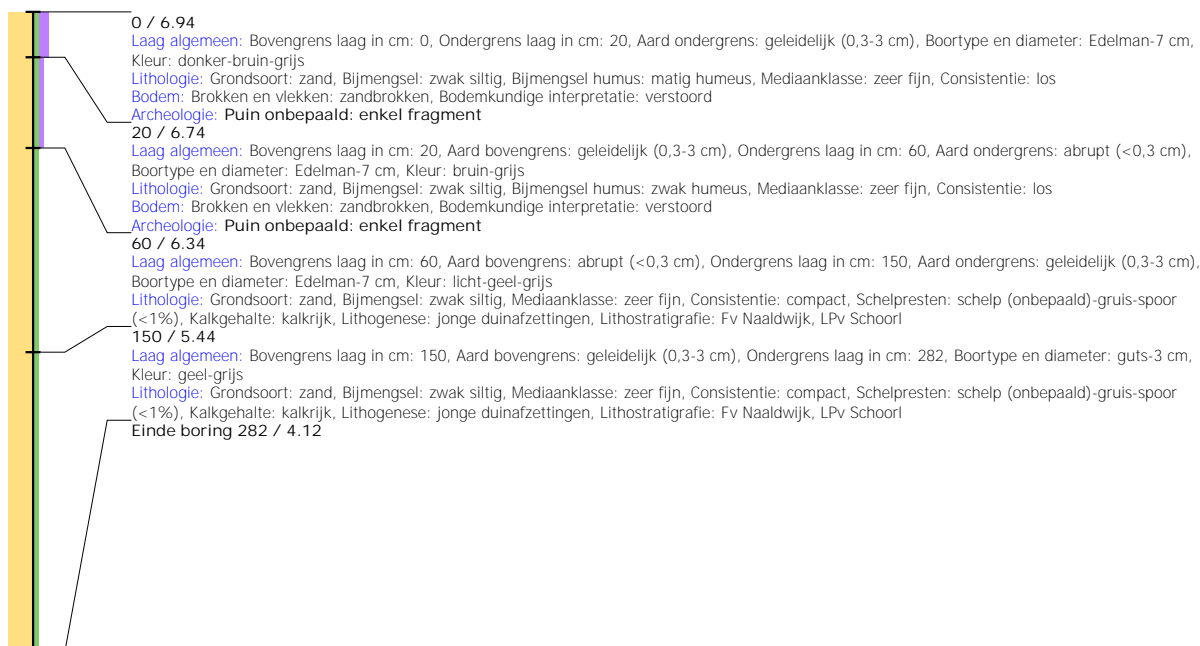 0 / 6.94
Laag algemeen: Bovengrens laag in cm: 0, Ondergrens laag in cm: 20, Aard ondergrens: geleidelijk (0,3-3 cm), Boortype en diameter: Edelman-7 cm,
Kleur: donker-bruin-grijs
Lithologie: Grondsoort: zand, Bijmengsel: zwak siltig, Bijmengsel humus: matig humeus, Mediaanklasse: zeer fijn, Consistentie: los
Bodem: Brokken en vlekken: zandbrokken, Bodemkundige interpretatie: verstoord
Archeologie: Puin onbepaald: enkel fragment
20 / 6.74
Laag algemeen: Bovengrens laag in cm: 20, Aard bovengrens: geleidelijk (0,3-3 cm), Ondergrens laag in cm: 60, Aard ondergrens: abrupt (<0,3 cm),
Boortype en diameter: Edelman-7 cm, Kleur: bruin-grijs
Lithologie: Grondsoort: zand, Bijmengsel: zwak siltig, Bijmengsel humus: zwak humeus, Mediaanklasse: zeer fijn, Consistentie: los
Bodem: Brokken en vlekken: zandbrokken, Bodemkundige interpretatie: verstoord
Archeologie: Puin onbepaald: enkel fragment
60 / 6.34
Laag algemeen: Bovengrens laag in cm: 60, Aard bovengrens: abrupt (<0,3 cm), Ondergrens laag in cm: 150, Aard ondergrens: geleidelijk (0,3-3 cm),
Boortype en diameter: Edelman-7 cm, Kleur: licht-geel-grijs
Lithologie: Grondsoort: zand, Bijmengsel: zwak siltig, Mediaanklasse: zeer fijn, Consistentie: compact, Schelpresten: schelp (onbepaald)-gruis-spoor
(<1%), Kalkgehalte: kalkrijk, Lithogenese: jonge duinafzettingen, Lithostratigrafie: Fv Naaldwijk, LPv Schoorl
150 / 5.44
Laag algemeen: Bovengrens laag in cm: 150, Aard bovengrens: geleidelijk (0,3-3 cm), Ondergrens laag in cm: 282, Boortype en diameter: guts-3 cm,
Kleur: geel-grijs
Lithologie: Grondsoort: zand, Bijmengsel: zwak siltig, Mediaanklasse: zeer fijn, Consistentie: compact, Schelpresten: schelp (onbepaald)-gruis-spoor
(<1%), Kalkgehalte: kalkrijk, Lithogenese: jonge duinafzettingen, Lithostratigrafie: Fv Naaldwijk, LPv Schoorl
Einde boring 282 / 4.12